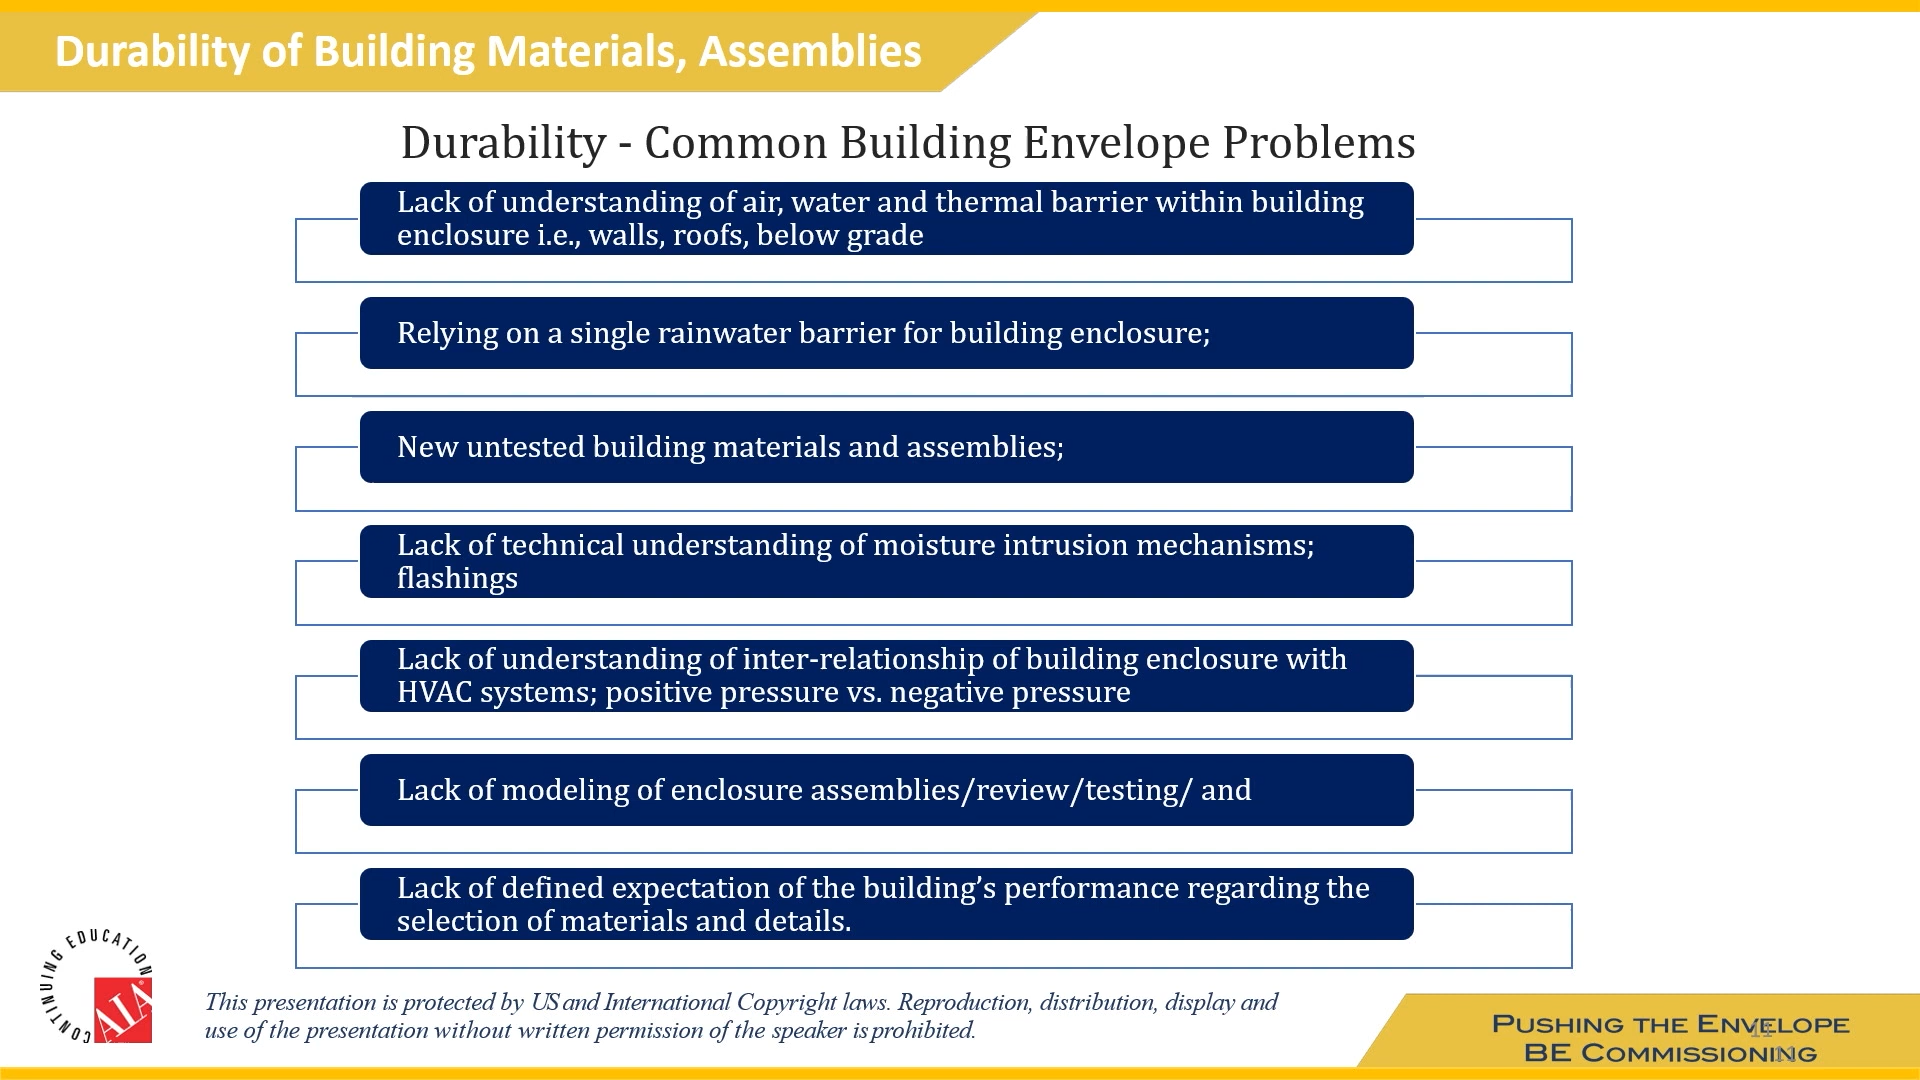 Durability of Building Materials, Assemblies
Durability - Common Building Envelope Problems
Lack of understanding of air, water and thermal barrier within building
enclosure i.e., walls, roofs, below grade
Relying on a single rainwater barrier for building enclosure;
New untested building materials and assemblies;
Lack of technical understanding of moisture intrusion mechanisms;
flashings
Lack of understanding of inter-relationship of building enclosure with
HVAC systems; positive pressure vs. negative pressure
Lack of modeling of enclosure assemblies/review/testing/ and
Lack of defined expectation of the building’s performance regarding the
selection of materials and details.
CONTINUING EDUCATION
AIA
This presentation is protected by US and International Copyright laws. Reproduction, distribution, display and
use of the presentation without written permission of the speaker is prohibited.
PUSHING THE ENVELOPE
BE COMMISSIONING
11
11